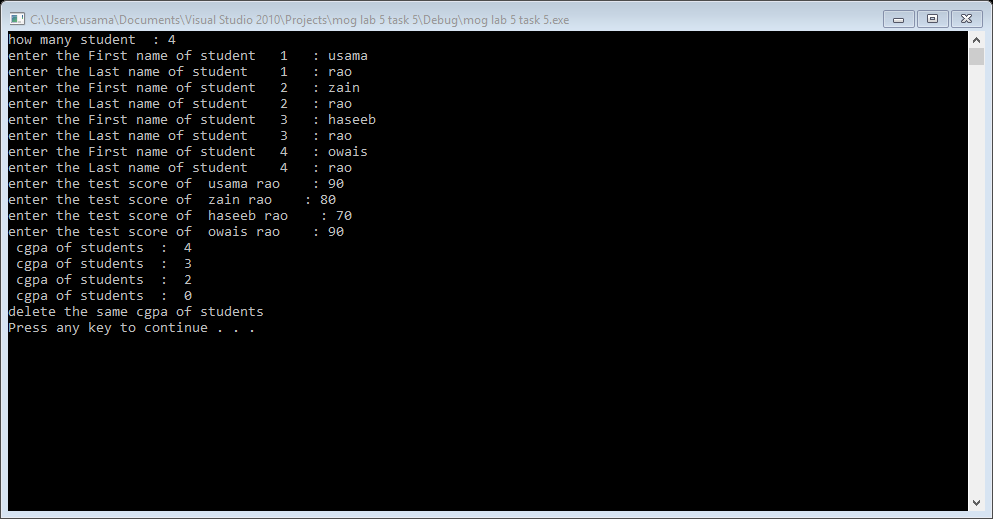 C:\Users\usama\Documents\Visual Studio 2010\Projects\mog lab 5 task 5\Debug\mog lab 5 task 5.exe
how many student  : 4
enter the First name of student   1   : usama
enter the Last name of student    1   : rao
enter the First name of student   2   : zain
enter the Last name of student    2   : rao
enter the First name of student   3   : haseeb
enter the Last name of student    3   : rao
enter the First name of student   4   : owais
enter the Last name of student    4   : rao
enter the test score of  usama rao    : 90
enter the test score of  zain rao    : 80
enter the test score of  haseeb rao    : 70
enter the test score of  owais rao    : 90
 cgpa of students  :  4
 cgpa of students  :  3
 cgpa of students  :  2
 cgpa of students  :  0
delete the same cgpa of students
Press any key to continue . . .